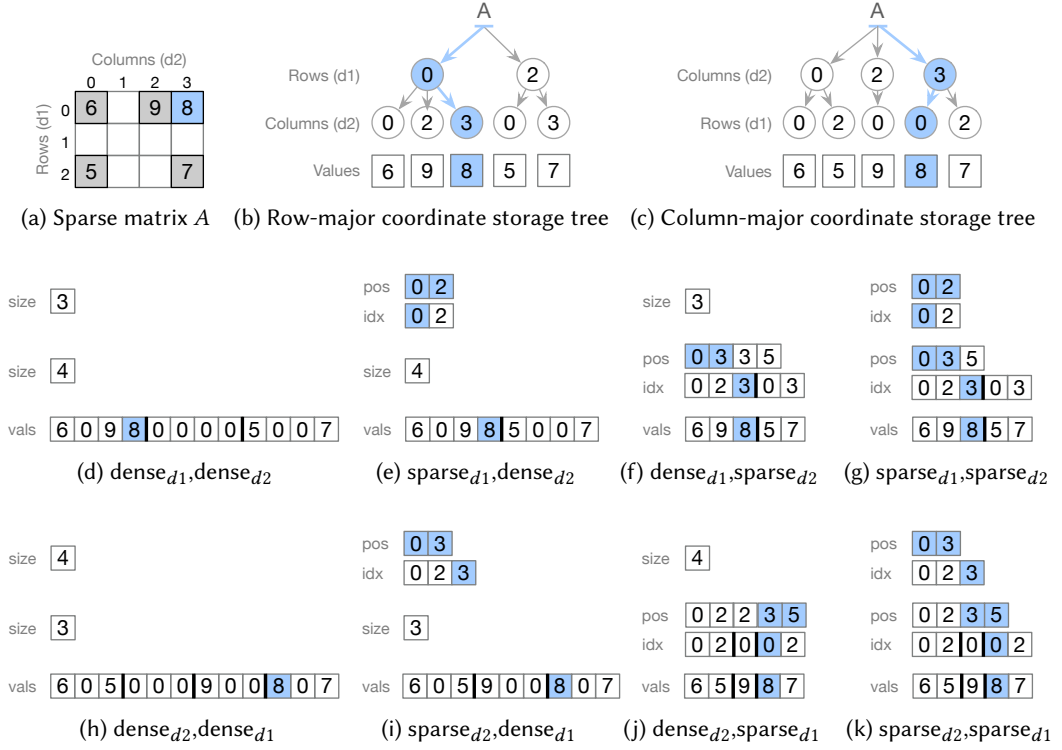 Columns (d2)
0 1 2 3
Rows (d1)
0 6 9 8
1
2 5 7
(a) Sparse matrix A
A
Rows (d1) 0 2
Columns (d2) 0 2 3 0 3
Values 6 9 8 5 7
(b) Row-major coordinate storage tree
A
Columns (d2) 0 2 3
Rows (d1) 0 2 0 0 2
Values 6 5 9 8 7
(c) Column-major coordinate storage tree
size 3
size 4
vals 6 0 9 8 0 0 0 0 5 0 0 7
(d) dense_d1,dense_d2
pos 0 2
idx 0 2
size 4
vals 6 0 9 8 5 0 0 7
(e) sparse_d1,dense_d2
size 3
pos 0 3 3 5
idx 0 2 3 0 3
vals 6 9 8 5 7
(f) dense_d1,sparse_d2
pos 0 2
idx 0 2
pos 0 3 5
idx 0 2 3 0 3
vals 6 9 8 5 7
(g) sparse_d1,sparse_d2
size 4
size 3
vals 6 0 5 0 0 0 9 0 0 8 0 7
(h) dense_d2,dense_d1
pos 0 3
idx 0 2 3
size 3
vals 6 0 5 9 0 0 8 0 7
(i) sparse_d2,dense_d1
size 4
pos 0 2 2 3 5
idx 0 2 0 0 2
vals 6 5 9 8 7
(j) dense_d2,sparse_d1
pos 0 3
idx 0 2 3
pos 0 2 3 5
idx 0 2 0 0 2
vals 6 5 9 8 7
(k) sparse_d2,sparse_d1